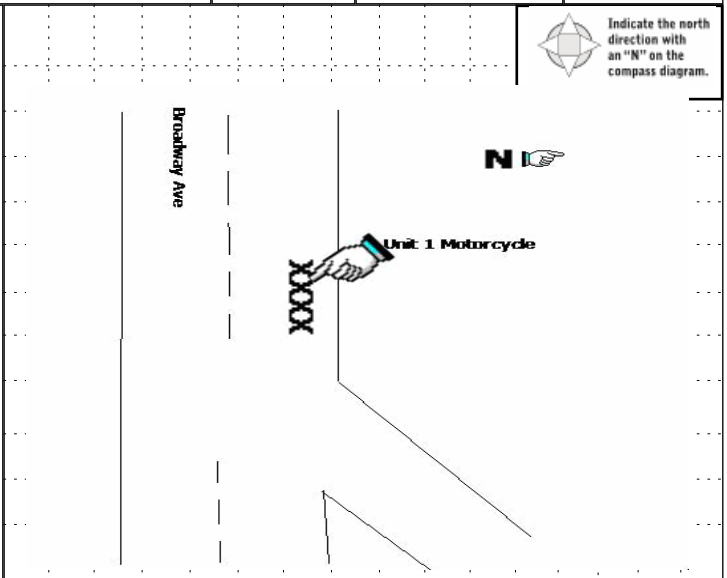 Indicate the north
direction with
an "N" on the
compass diagram.
Broadway Ave
N
Unit 1 Motorcycle
XXXX